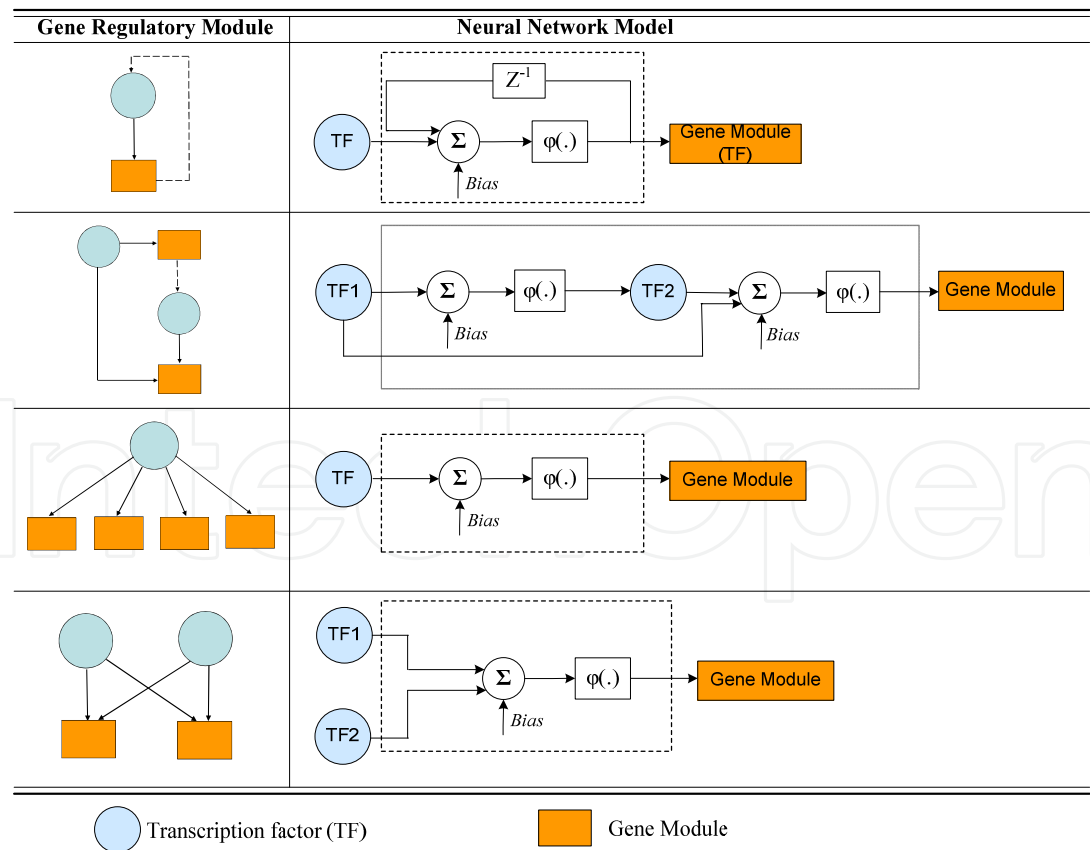 Gene Regulatory Module
Neural Network Model
Z-1
TF
Σ
φ(.)
Gene Module
(TF)
Bias
TF1
Σ
φ(.)
TF2
Σ
φ(.)
Gene Module
Bias
Bias
TF
Σ
φ(.)
Gene Module
Bias
TF1
Σ
φ(.)
Gene Module
Bias
TF2
IntechOpen
Transcription factor (TF)
Gene Module